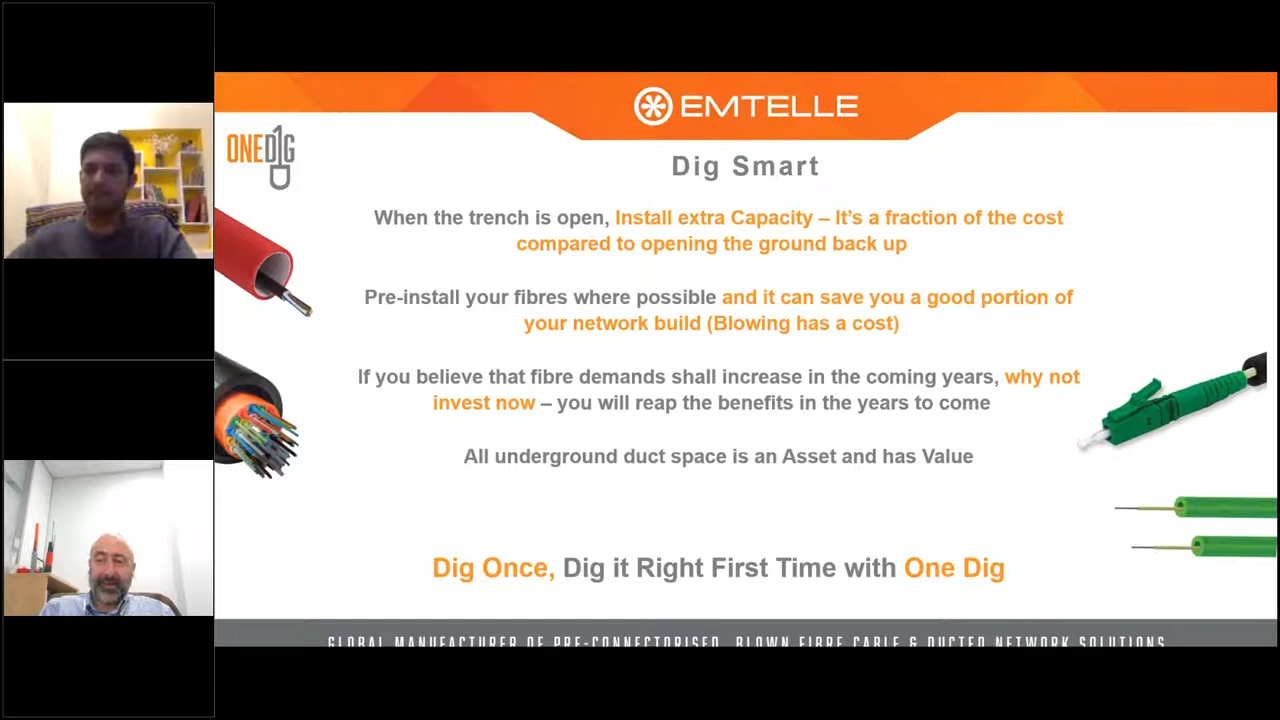 EMTELLE
ONEDIG
Dig Smart
When the trench is open, Install extra Capacity – It's a fraction of the cost
compared to opening the ground back up
Pre-install your fibres where possible and it can save you a good portion of
your network build (Blowing has a cost)
If you believe that fibre demands shall increase in the coming years, why not
invest now – you will reap the benefits in the years to come
All underground duct space is an Asset and has Value
Dig Once, Dig it Right First Time with One Dig
GLOBAL MANUFACTURER OF PRE-CONNECTORISED, BLOWN FIBRE CABLE & DUCTED NETWORK SOLUTIONS